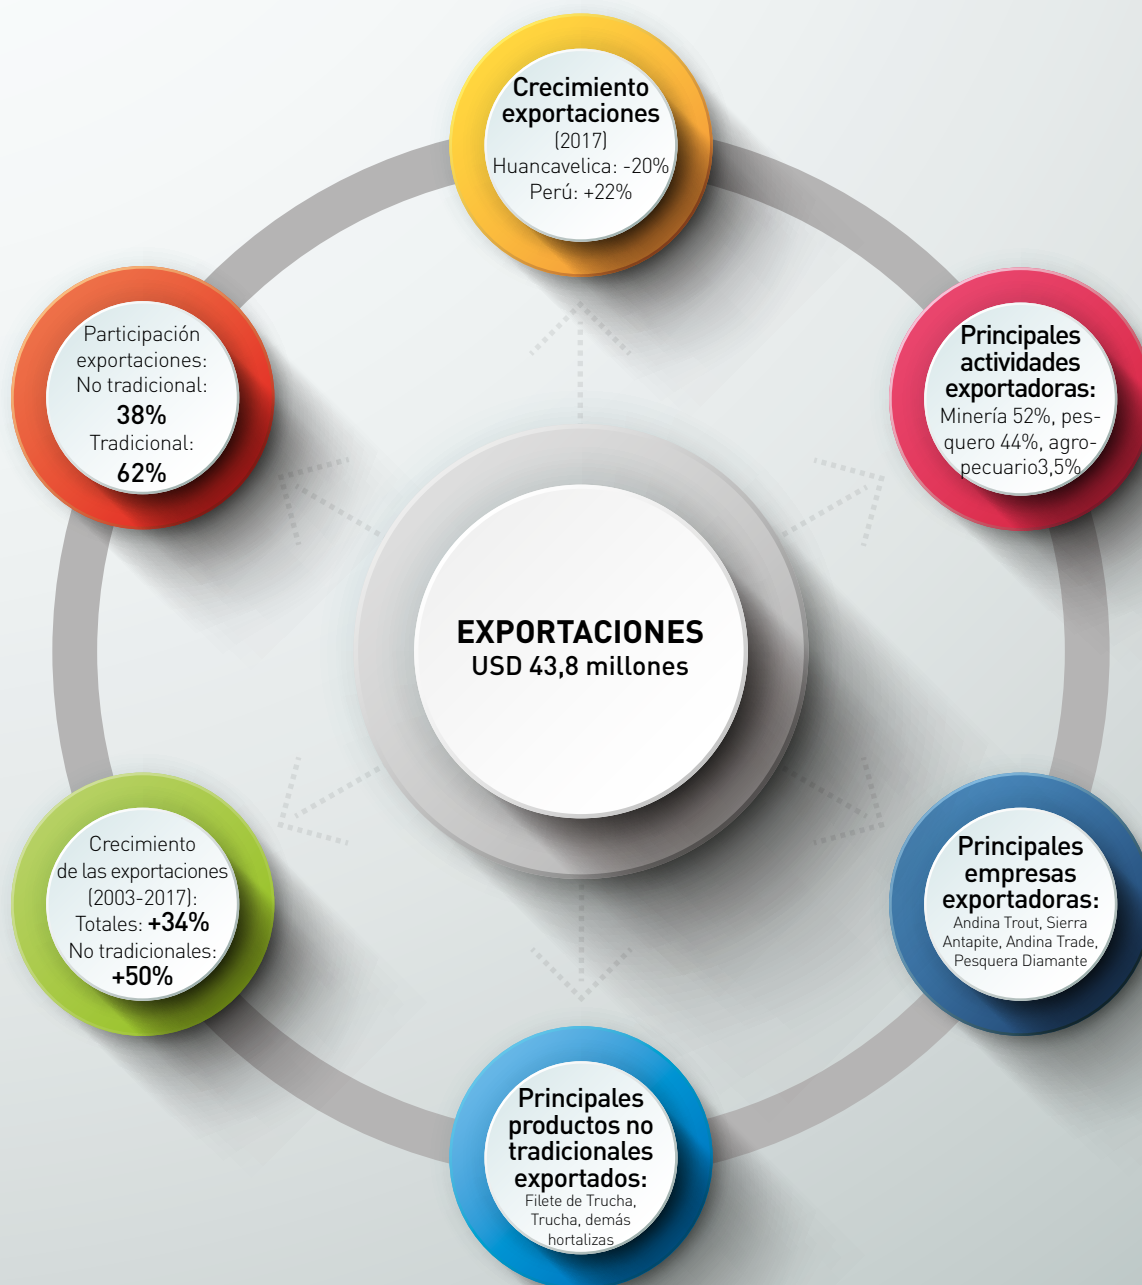 Crecimiento
exportaciones
(2017)
Huancavelica: -20%
Perú: +22%
Principales
actividades
exportadoras:
Minería 52%, pes-
quero 44%, agro-
pecuario3,5%
Participación
exportaciones:
No tradicional:
38%
Tradicional:
62%
EXPORTACIONES
USD 43,8 millones
Crecimiento
de las exportaciones
(2003-2017):
Totales: +34%
No tradicionales:
+50%
Principales
empresas
exportadoras:
Andina Trout, Sierra
Antapite, Andina Trade,
Pesquera Diamante
Principales
productos no
tradicionales
exportados:
Filete de Trucha,
Trucha, demás
hortalizas